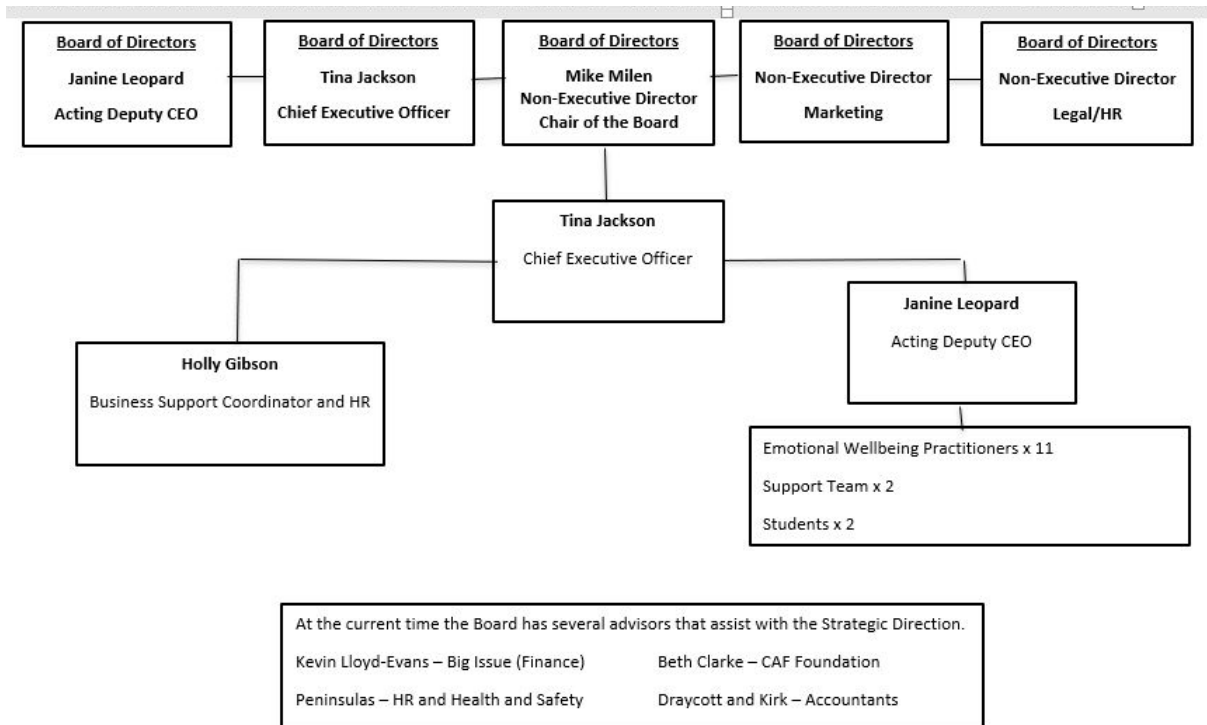 Board of Directors
Janine Leopard
Acting Deputy CEO
Board of Directors
Tina Jackson
Chief Executive Officer
Board of Directors
Mike Milen
Non-Executive Director
Chair of the Board
Board of Directors
Non-Executive Director
Marketing
Board of Directors
Non-Executive Director
Legal/HR
Tina Jackson
Chief Executive Officer
Holly Gibson
Business Support Coordinator and HR
Janine Leopard
Acting Deputy CEO
Emotional Wellbeing Practitioners x 11
Support Team x 2
Students x 2
At the current time the Board has several advisors that assist with the Strategic Direction.
Kevin Lloyd-Evans – Big Issue (Finance) Beth Clarke – CAF Foundation
Peninsulas – HR and Health and Safety Draycott and Kirk – Accountants